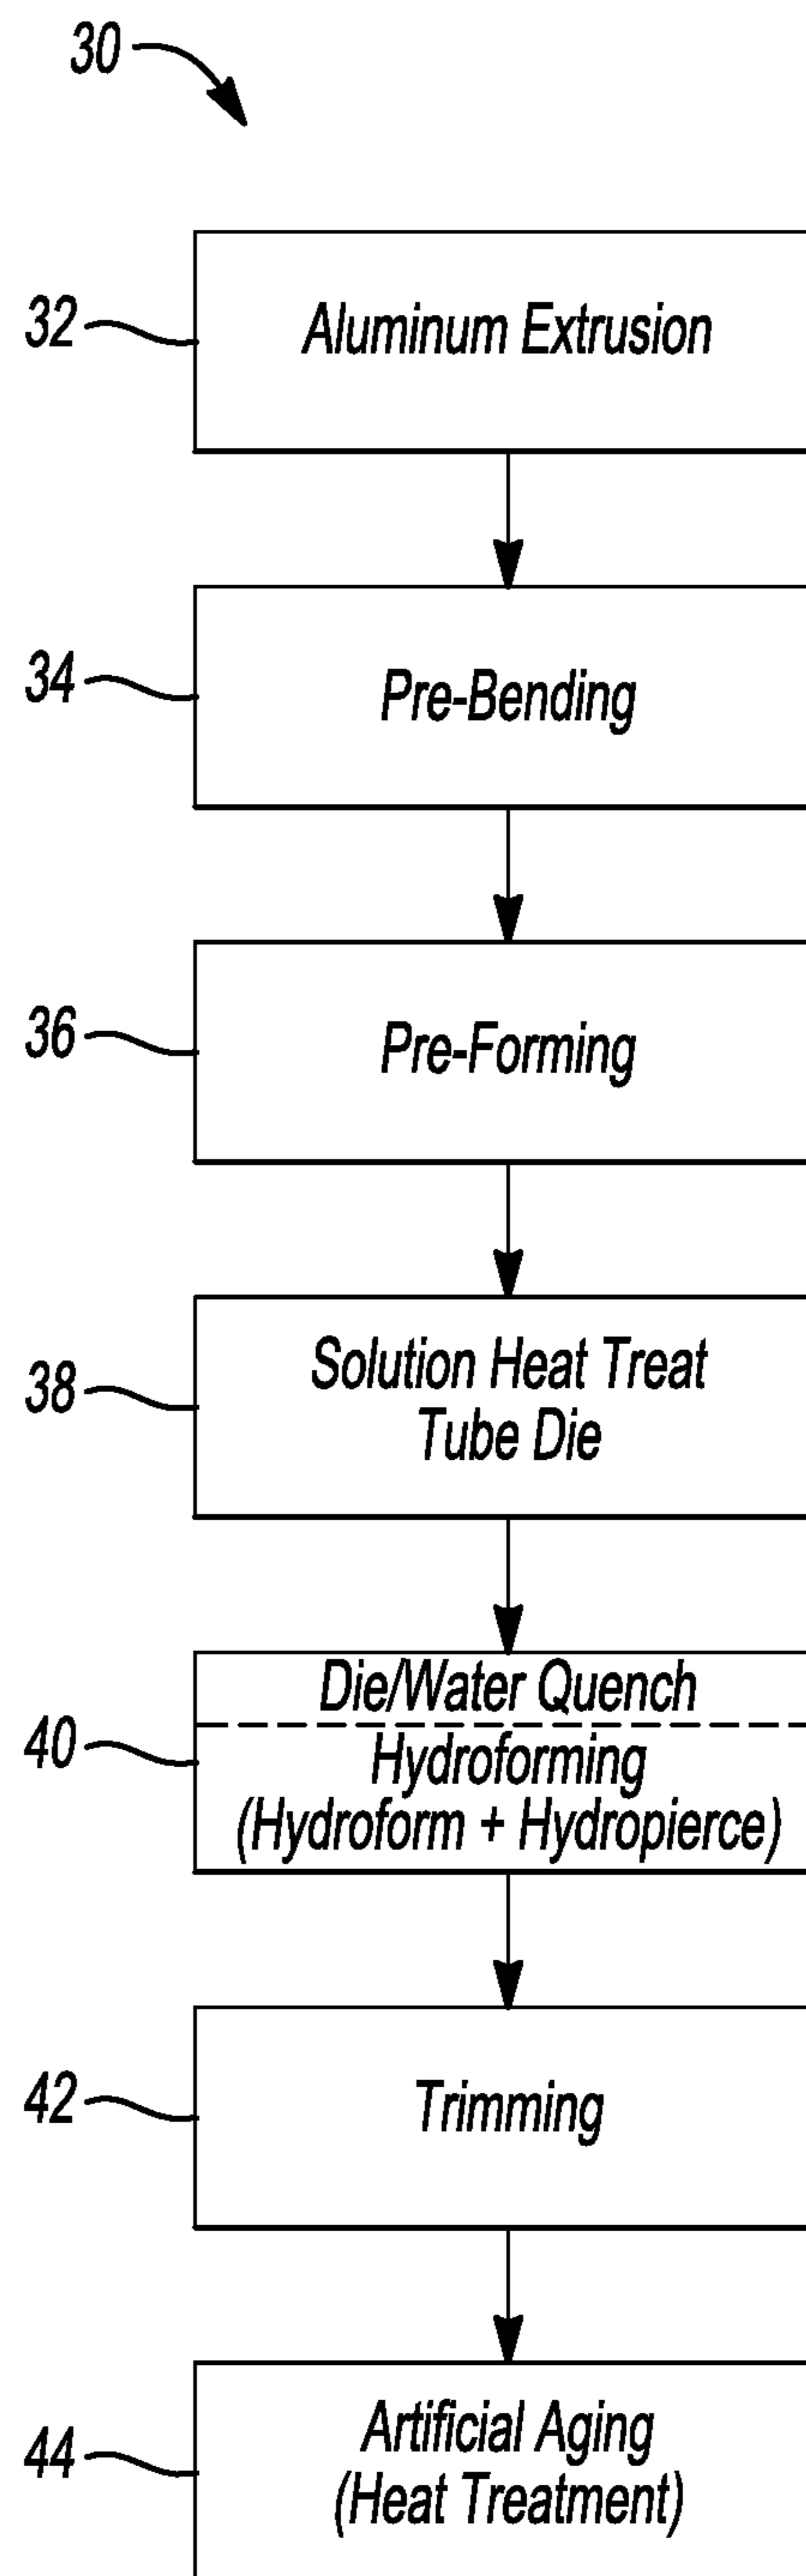 30
32
Aluminum Extrusion
34
Pre-Bending
36
Pre-Forming
38
Solution Heat Treat
Tube Die
40
Die/Water Quench
Hydroforming
(Hydroform + Hydropierce)
42
Trimming
44
Artificial Aging
(Heat Treatment)